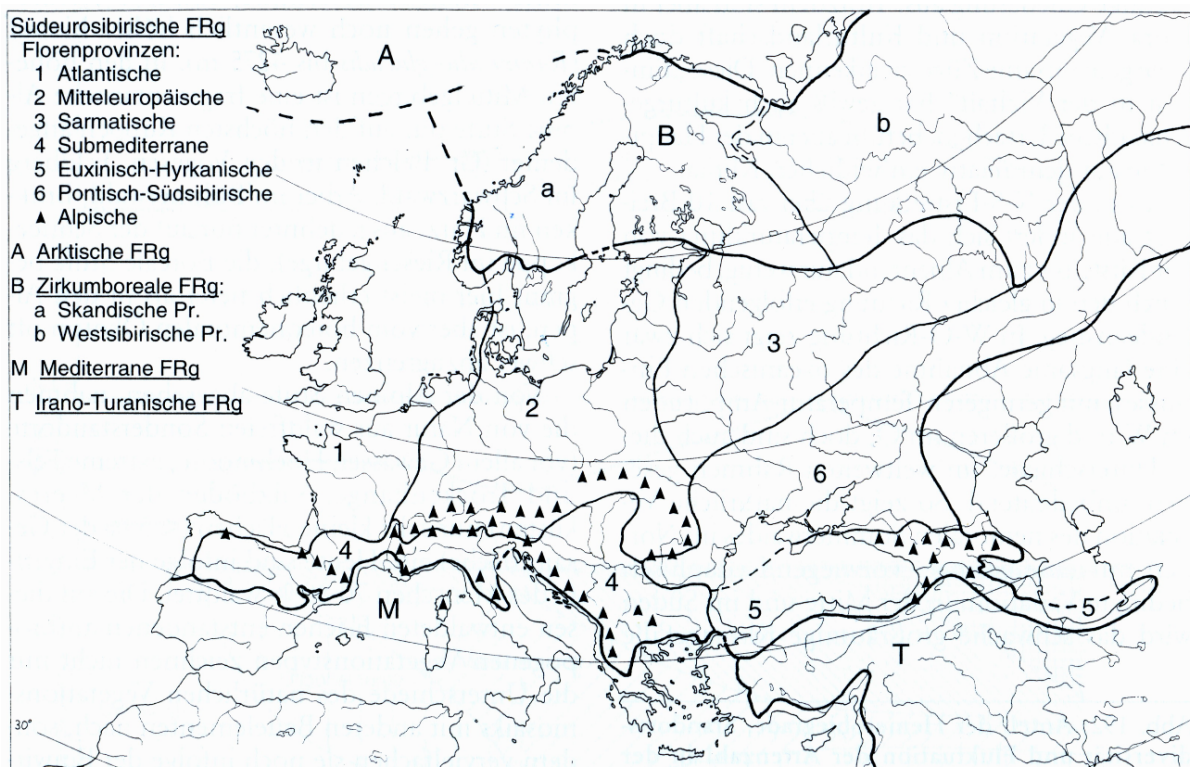 Südeurosibirische FRg
Florenprovinzen:
1 Atlantische
2 Mitteleuropäische
3 Sarmatische
4 Submediterrane
5 Euxinisch-Hyrkanische
6 Pontisch-Südsibirische
▲ Alpische
A Arktische FRg
B Zirkumboreale FRg:
a Skandische Pr.
b Westsibirische Pr.
M Mediterrane FRg
T Irano-Turanische FRg
A
B
b
a
3
2
1
6
4
4
M
5
5
T
30°